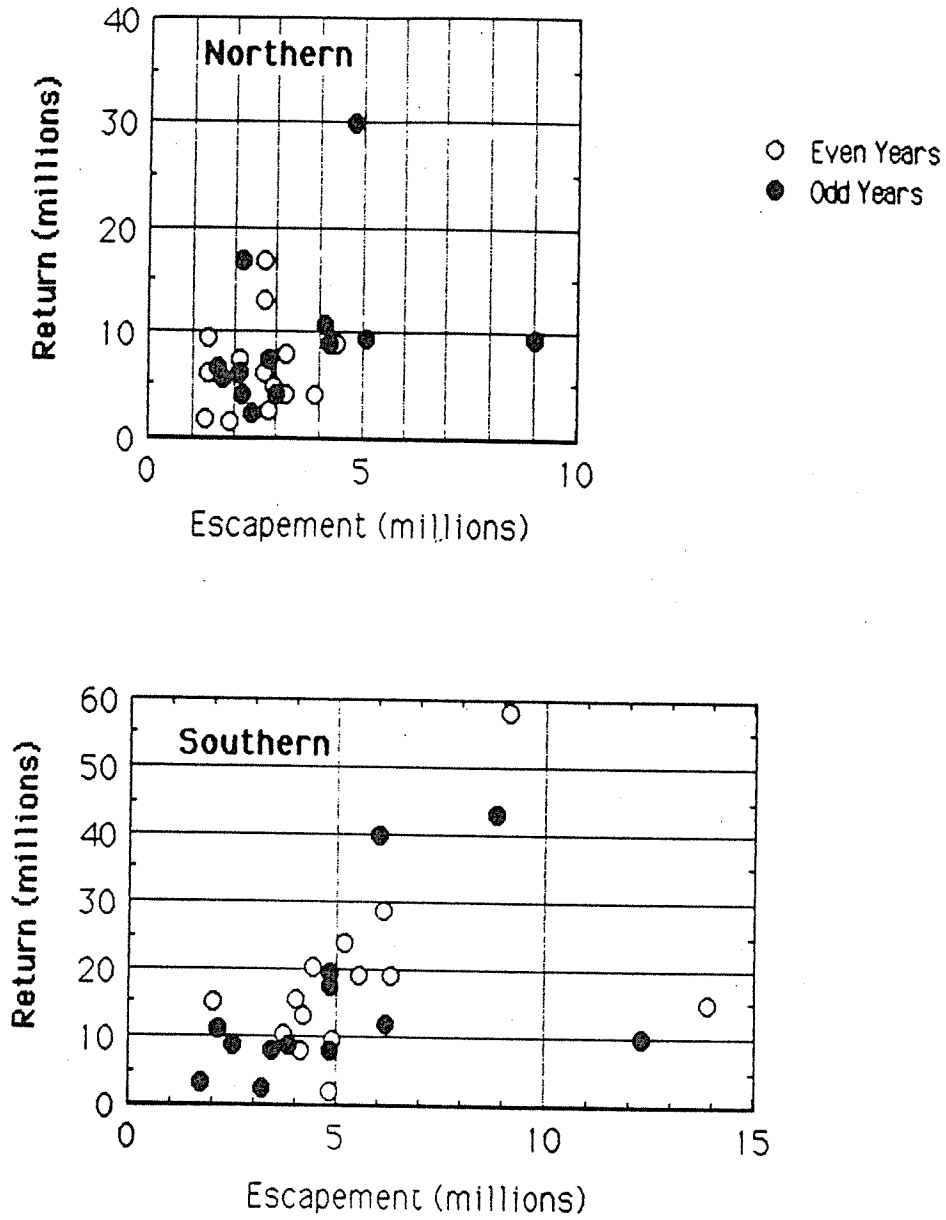 40
Northern
30
20
10
0
Return (millions)
0 5 10
Escapement (millions)
Even Years
Odd Years
60
Southern
50
40
30
20
10
0
Return (millions)
0 5 10 15
Escapement (millions)